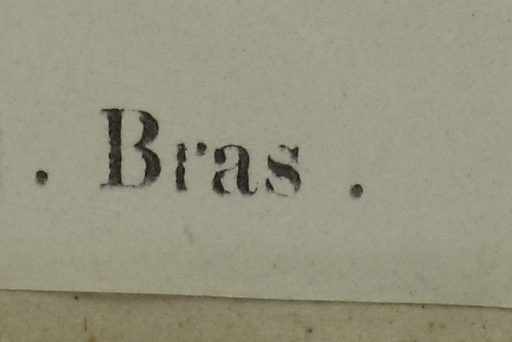 . Bras .